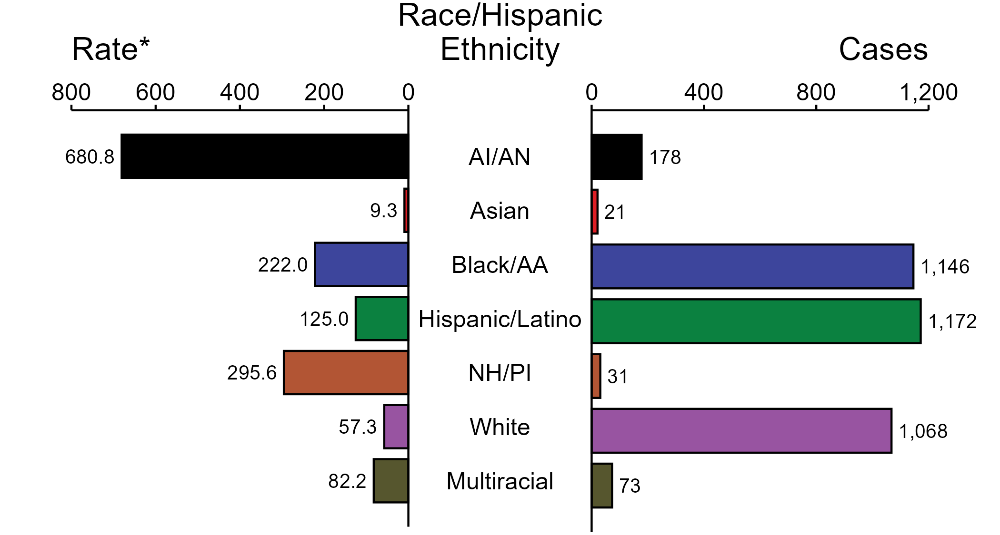 Race/Hispanic
Rate* Ethnicity Cases
800 600 400 200 0 0 400 800 1,200
680.8 AI/AN 178
9.3 Asian 21
222.0 Black/AA 1,146
125.0 Hispanic/Latino 1,172
295.6 NH/PI 31
57.3 White 1,068
82.2 Multiracial 73